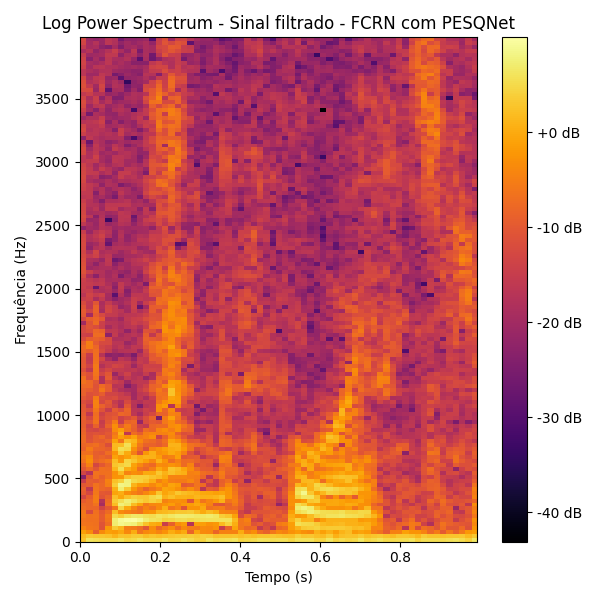 Log Power Spectrum - Sinal filtrado - FCRN com PESQNet
3500
3000
2500
2000
1500
1000
500
0
Frequência (Hz)
0.0 0.2 0.4 0.6 0.8
Tempo (s)
+0 dB
-10 dB
-20 dB
-30 dB
-40 dB